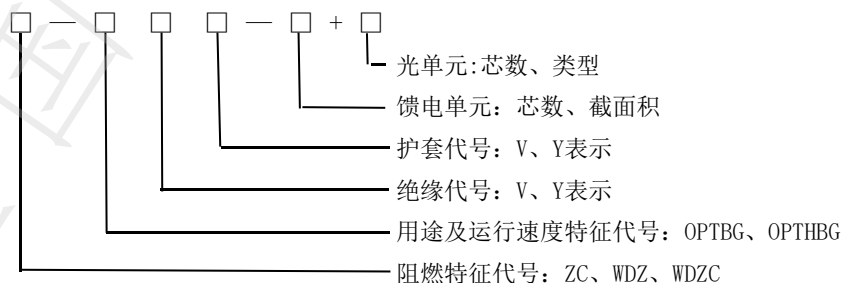 □ — □ □ □ — □ + □
光单元:芯数、类型
馈电单元：芯数、截面积
护套代号：V、Y表示
绝缘代号：V、Y表示
用途及运行速度特征代号：OPTBG、OPTHBG
阻燃特征代号：ZC、WDZ、WDZC